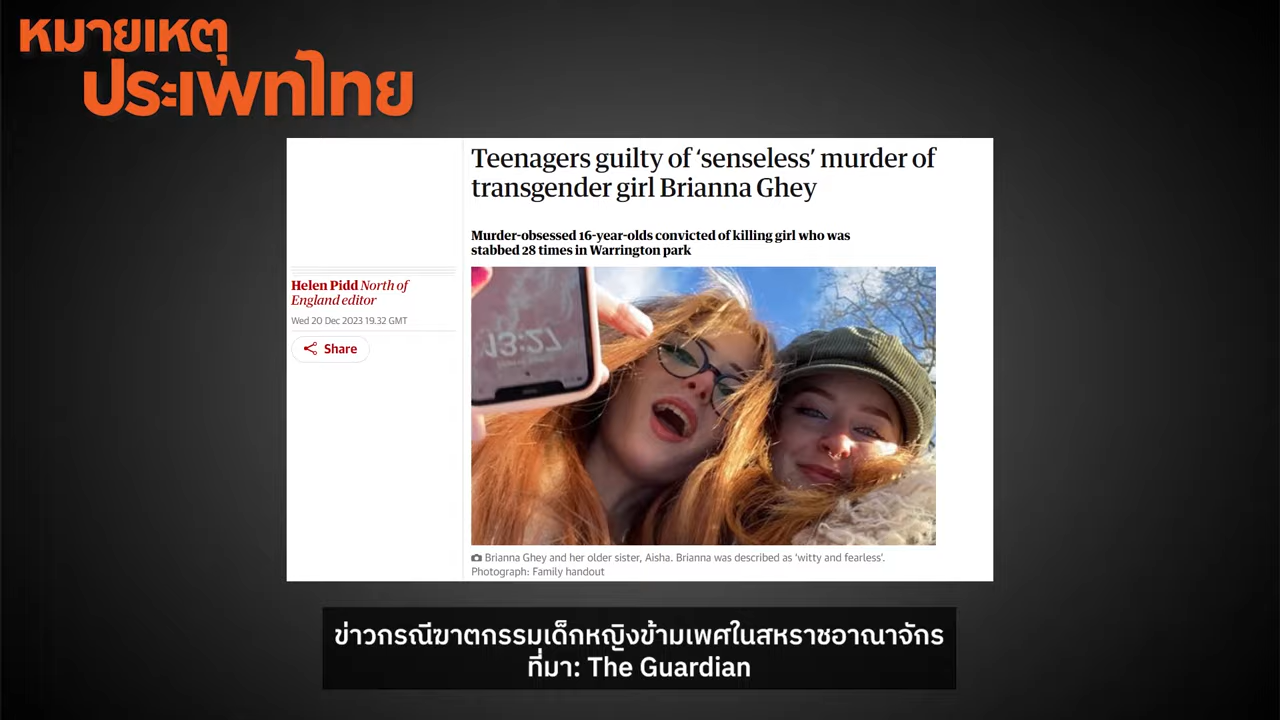 หมายเหตุ
ประเพทไทย
Teenagers guilty of ‘senseless’ murder of
transgender girl Brianna Ghey
Murder-obsessed 16-year-olds convicted of killing girl who was
stabbed 28 times in Warrington park
Helen Pidd North of
England editor
Wed 20 Dec 2023 19.32 GMT
Share
13:27
Brianna Ghey and her older sister, Aisha. Brianna was described as ‘witty and fearless’.
Photograph: Family handout
ข่าวกรณีฆาตกรรมเด็กหญิงข้ามเพศในสหราชอาณาจักร
ที่มา: The Guardian